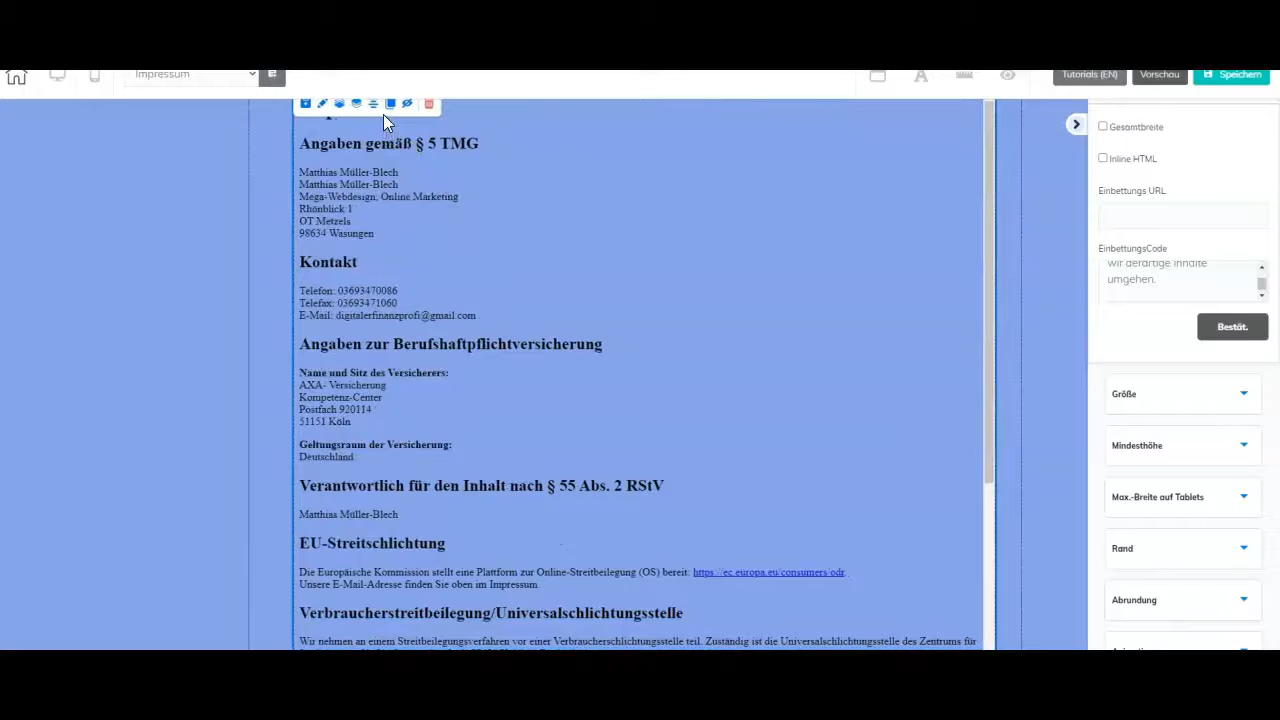 Impressum
Tutorials (EN)
Vorschau
Speichern
Angaben gemäß § 5 TMG
Matthias Müller-Blech
Matthias Müller-Blech
Mega-Webdesign, Online Marketing
Rhönblick 1
OT Metzels
98634 Wasungen
Kontakt
Telefon: 03693470086
Telefax: 03693471060
E-Mail: digitalerfinanzprofi@gmail.com
Angaben zur Berufshaftpflichtversicherung
Name und Sitz des Versicherers:
AXA- Versicherung
Kompetenz-Center
Postfach 920114
51151 Köln
Geltungsraum der Versicherung:
Deutschland
Verantwortlich für den Inhalt nach § 55 Abs. 2 RStV
Matthias Müller-Blech
EU-Streitschlichtung
Die Europäische Kommission stellt eine Plattform zur Online-Streitbeilegung (OS) bereit: https://ec.europa.eu/consumers/odr.
Unsere E-Mail-Adresse finden Sie oben im Impressum.
Verbraucherstreitbeilegung/Universalschlichtungsstelle
Wir nehmen an einem Streitbeilegungsverfahren vor einer Verbraucherschlichtungsstelle teil. Zuständig ist die Universalschlichtungsstelle des Zentrums für
Gesamtbreite
Inline HTML
Einbettungs URL
EinbettungsCode
wir derartige Inhalte
umgehen.
Bestät.
Größe
Mindesthöhe
Max.-Breite auf Tablets
Rand
Abrundung